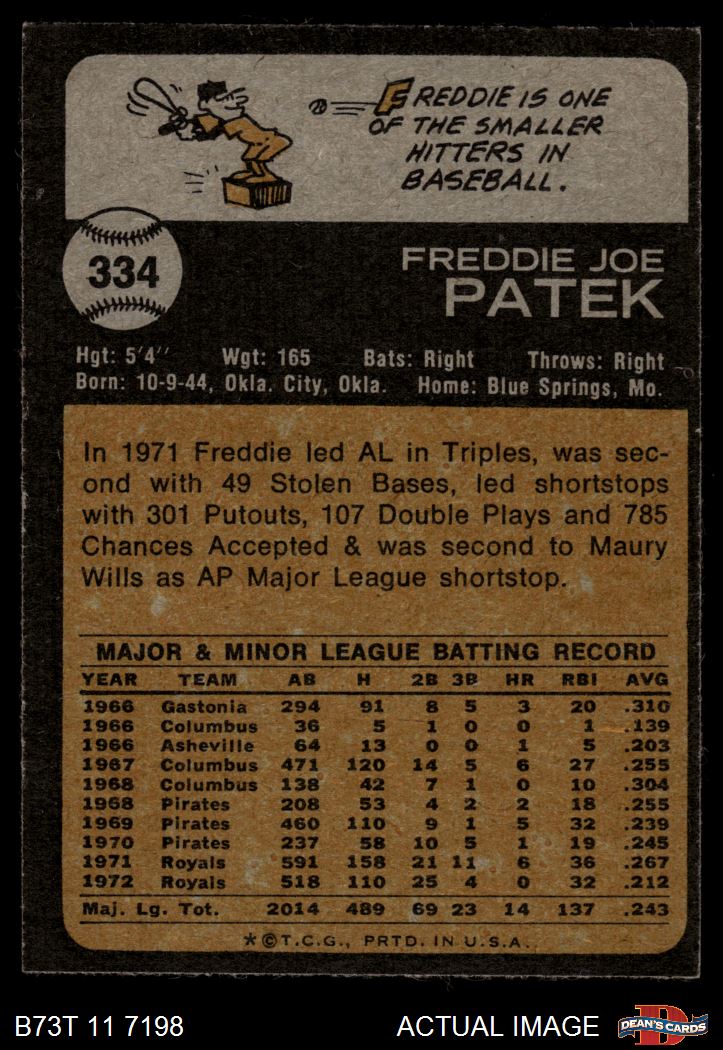 FREDDIE IS ONE
OF THE SMALLER
HITTERS IN
BASEBALL.
334
FREDDIE JOE
PATEK
Hgt: 5'4" Wgt: 165 Bats: Right Throws: Right
Born: 10-9-44, Okla. City, Okla. Home: Blue Springs, Mo.
In 1971 Freddie led AL in Triples, was sec-
ond with 49 Stolen Bases, led shortstops
with 301 Putouts, 107 Double Plays and 785
Chances Accepted & was second to Maury
Wills as AP Major League shortstop.
MAJOR & MINOR LEAGUE BATTING RECORD
YEAR TEAM AB H 2B 3B HR RBI AVG
1966 Gastonia 294 91 8 5 3 20 .310
1966 Columbus 36 5 1 0 0 1 .139
1966 Asheville 64 13 0 0 1 5 .203
1967 Columbus 471 120 14 5 6 27 .255
1968 Columbus 138 42 7 1 0 10 .304
1968 Pirates 208 53 4 2 2 18 .255
1969 Pirates 460 110 9 1 5 32 .239
1970 Pirates 237 58 10 5 1 19 .245
1971 Royals 591 158 21 11 6 36 .267
1972 Royals 518 110 25 4 0 32 .212
Maj. Lg. Tot. 2014 489 69 23 14 137 .243
*©T.C.G., PRTD. IN U.S.A.
B73T 11 7198 ACTUAL IMAGE D DEAN'S CARDS